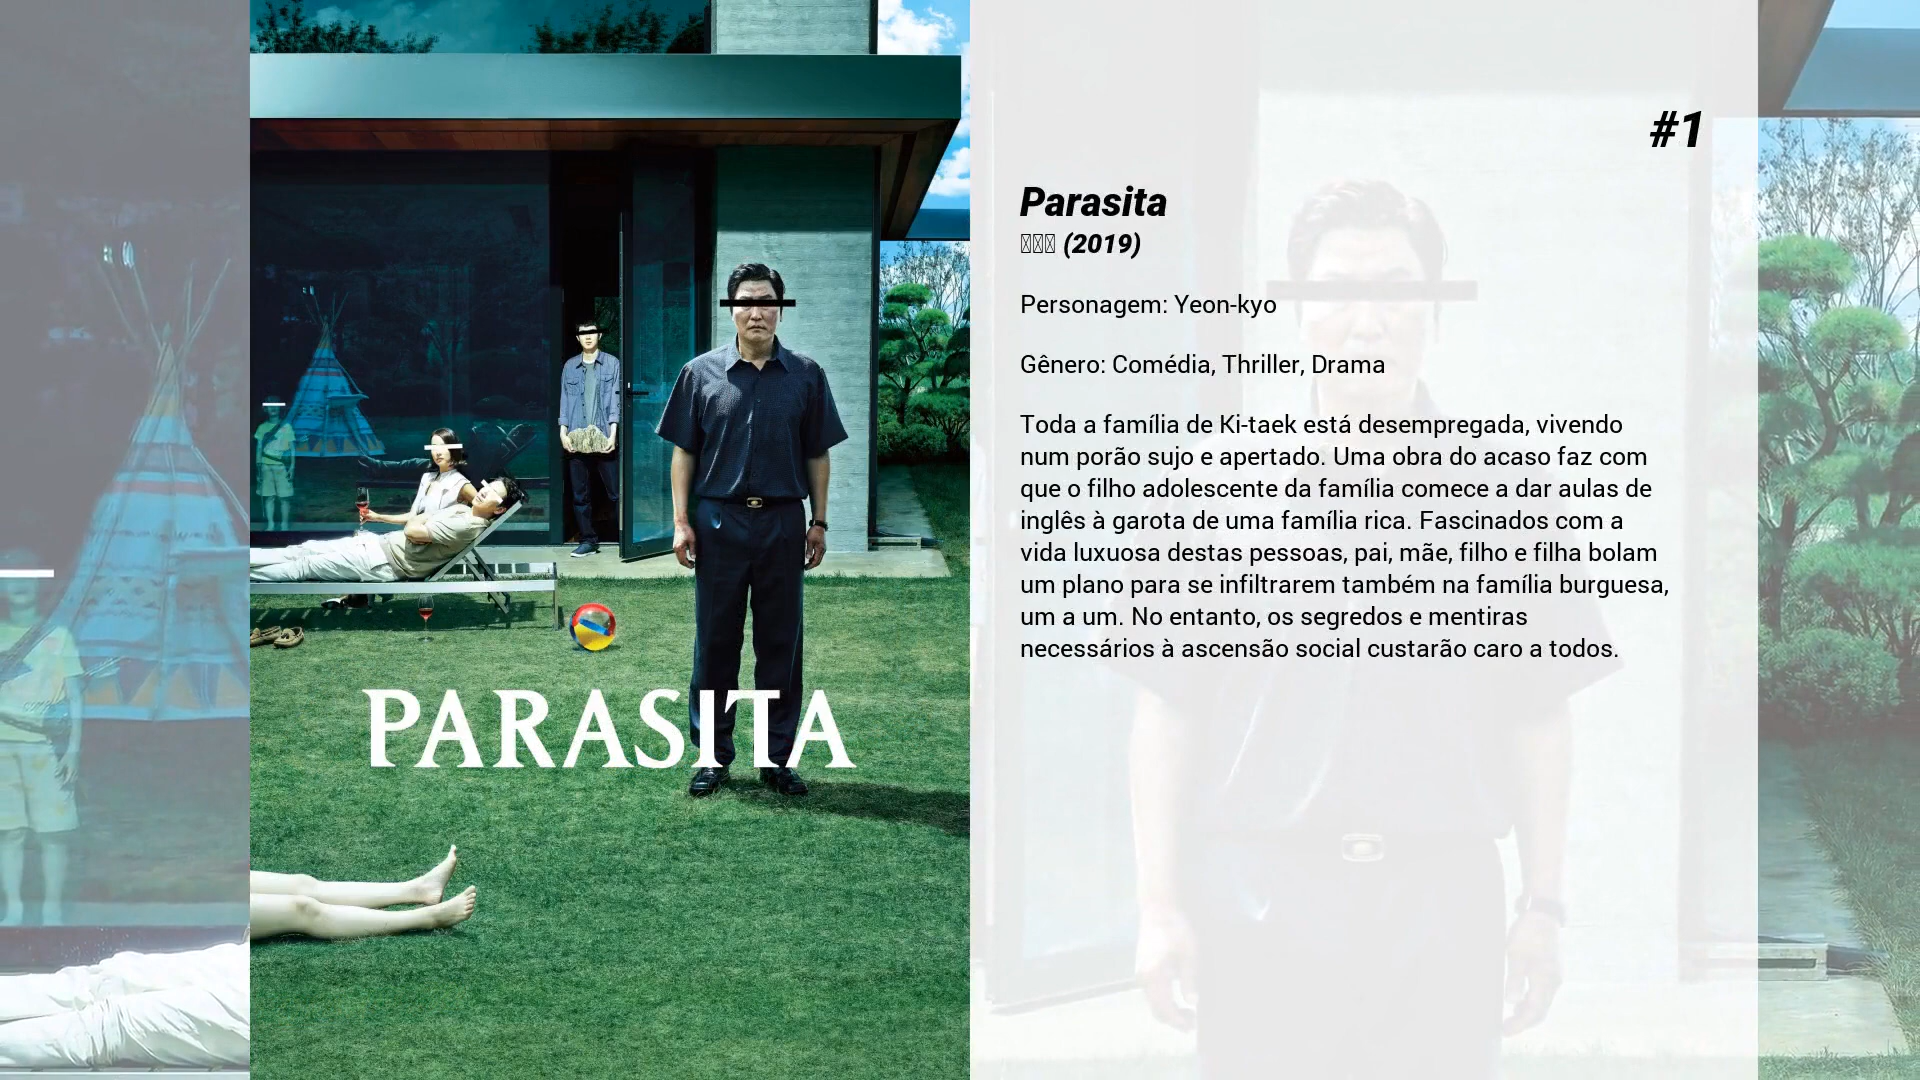 PARASITA
#1
Parasita
(2019)
Personagem: Yeon-kyo
Gênero: Comédia, Thriller, Drama
Toda a família de Ki-taek está desempregada, vivendo
num porão sujo e apertado. Uma obra do acaso faz com
que o filho adolescente da família comece a dar aulas de
inglês à garota de uma família rica. Fascinados com a
vida luxuosa destas pessoas, pai, mãe, filho e filha bolam
um plano para se infiltrarem também na família burguesa,
um a um. No entanto, os segredos e mentiras
necessários à ascensão social custarão caro a todos.